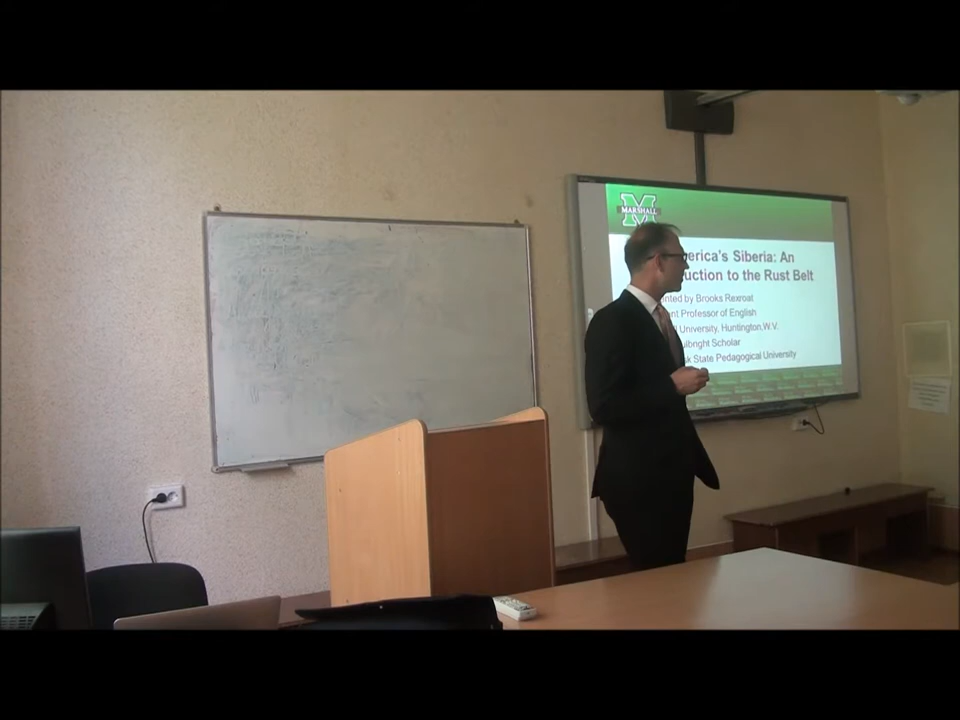 MARSHALL
erica's Siberia: An
uction to the Rust Belt
nted by Brooks Rexroat
nt Professor of English
University, Huntington,W.V.
ulbright Scholar
k State Pedagogical University